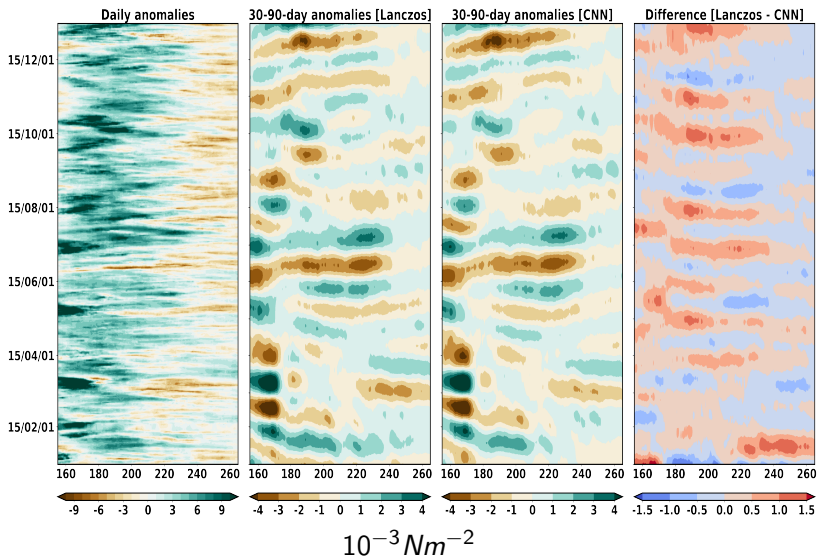 Daily anomalies
30-90-day anomalies [Lanczos]
30-90-day anomalies [CNN]
Difference [Lanczos - CNN]
15/12/01
15/10/01
15/08/01
15/06/01
15/04/01
15/02/01
160 180 200 220 240 260
160 180 200 220 240 260
160 180 200 220 240 260
160 180 200 220 240 260
-9 -6 -3 0 3 6 9
-4 -3 -2 -1 0 1 2 3 4
-4 -3 -2 -1 0 1 2 3 4
-1.5 -1.0 -0.5 0.0 0.5 1.0 1.5
10⁻³Nm⁻²